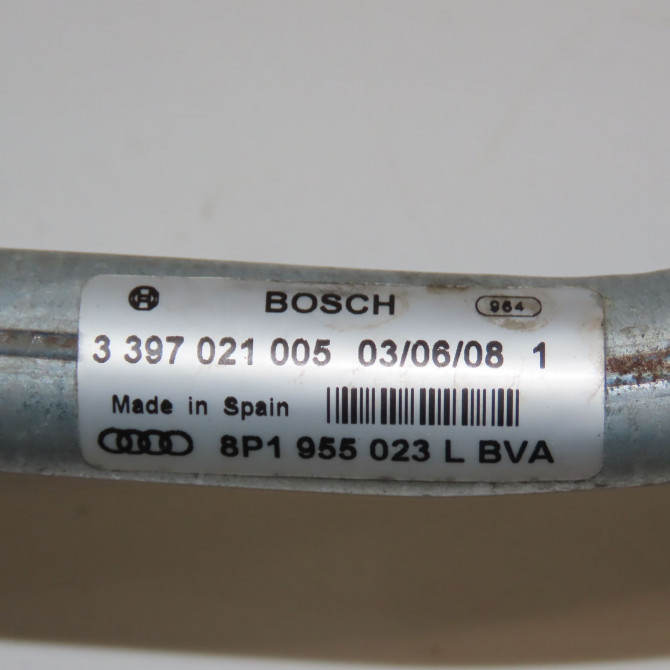 BOSCH 964
3 397 021 005 03/06/08 1
Made in Spain
8P1 955 023 L BVA